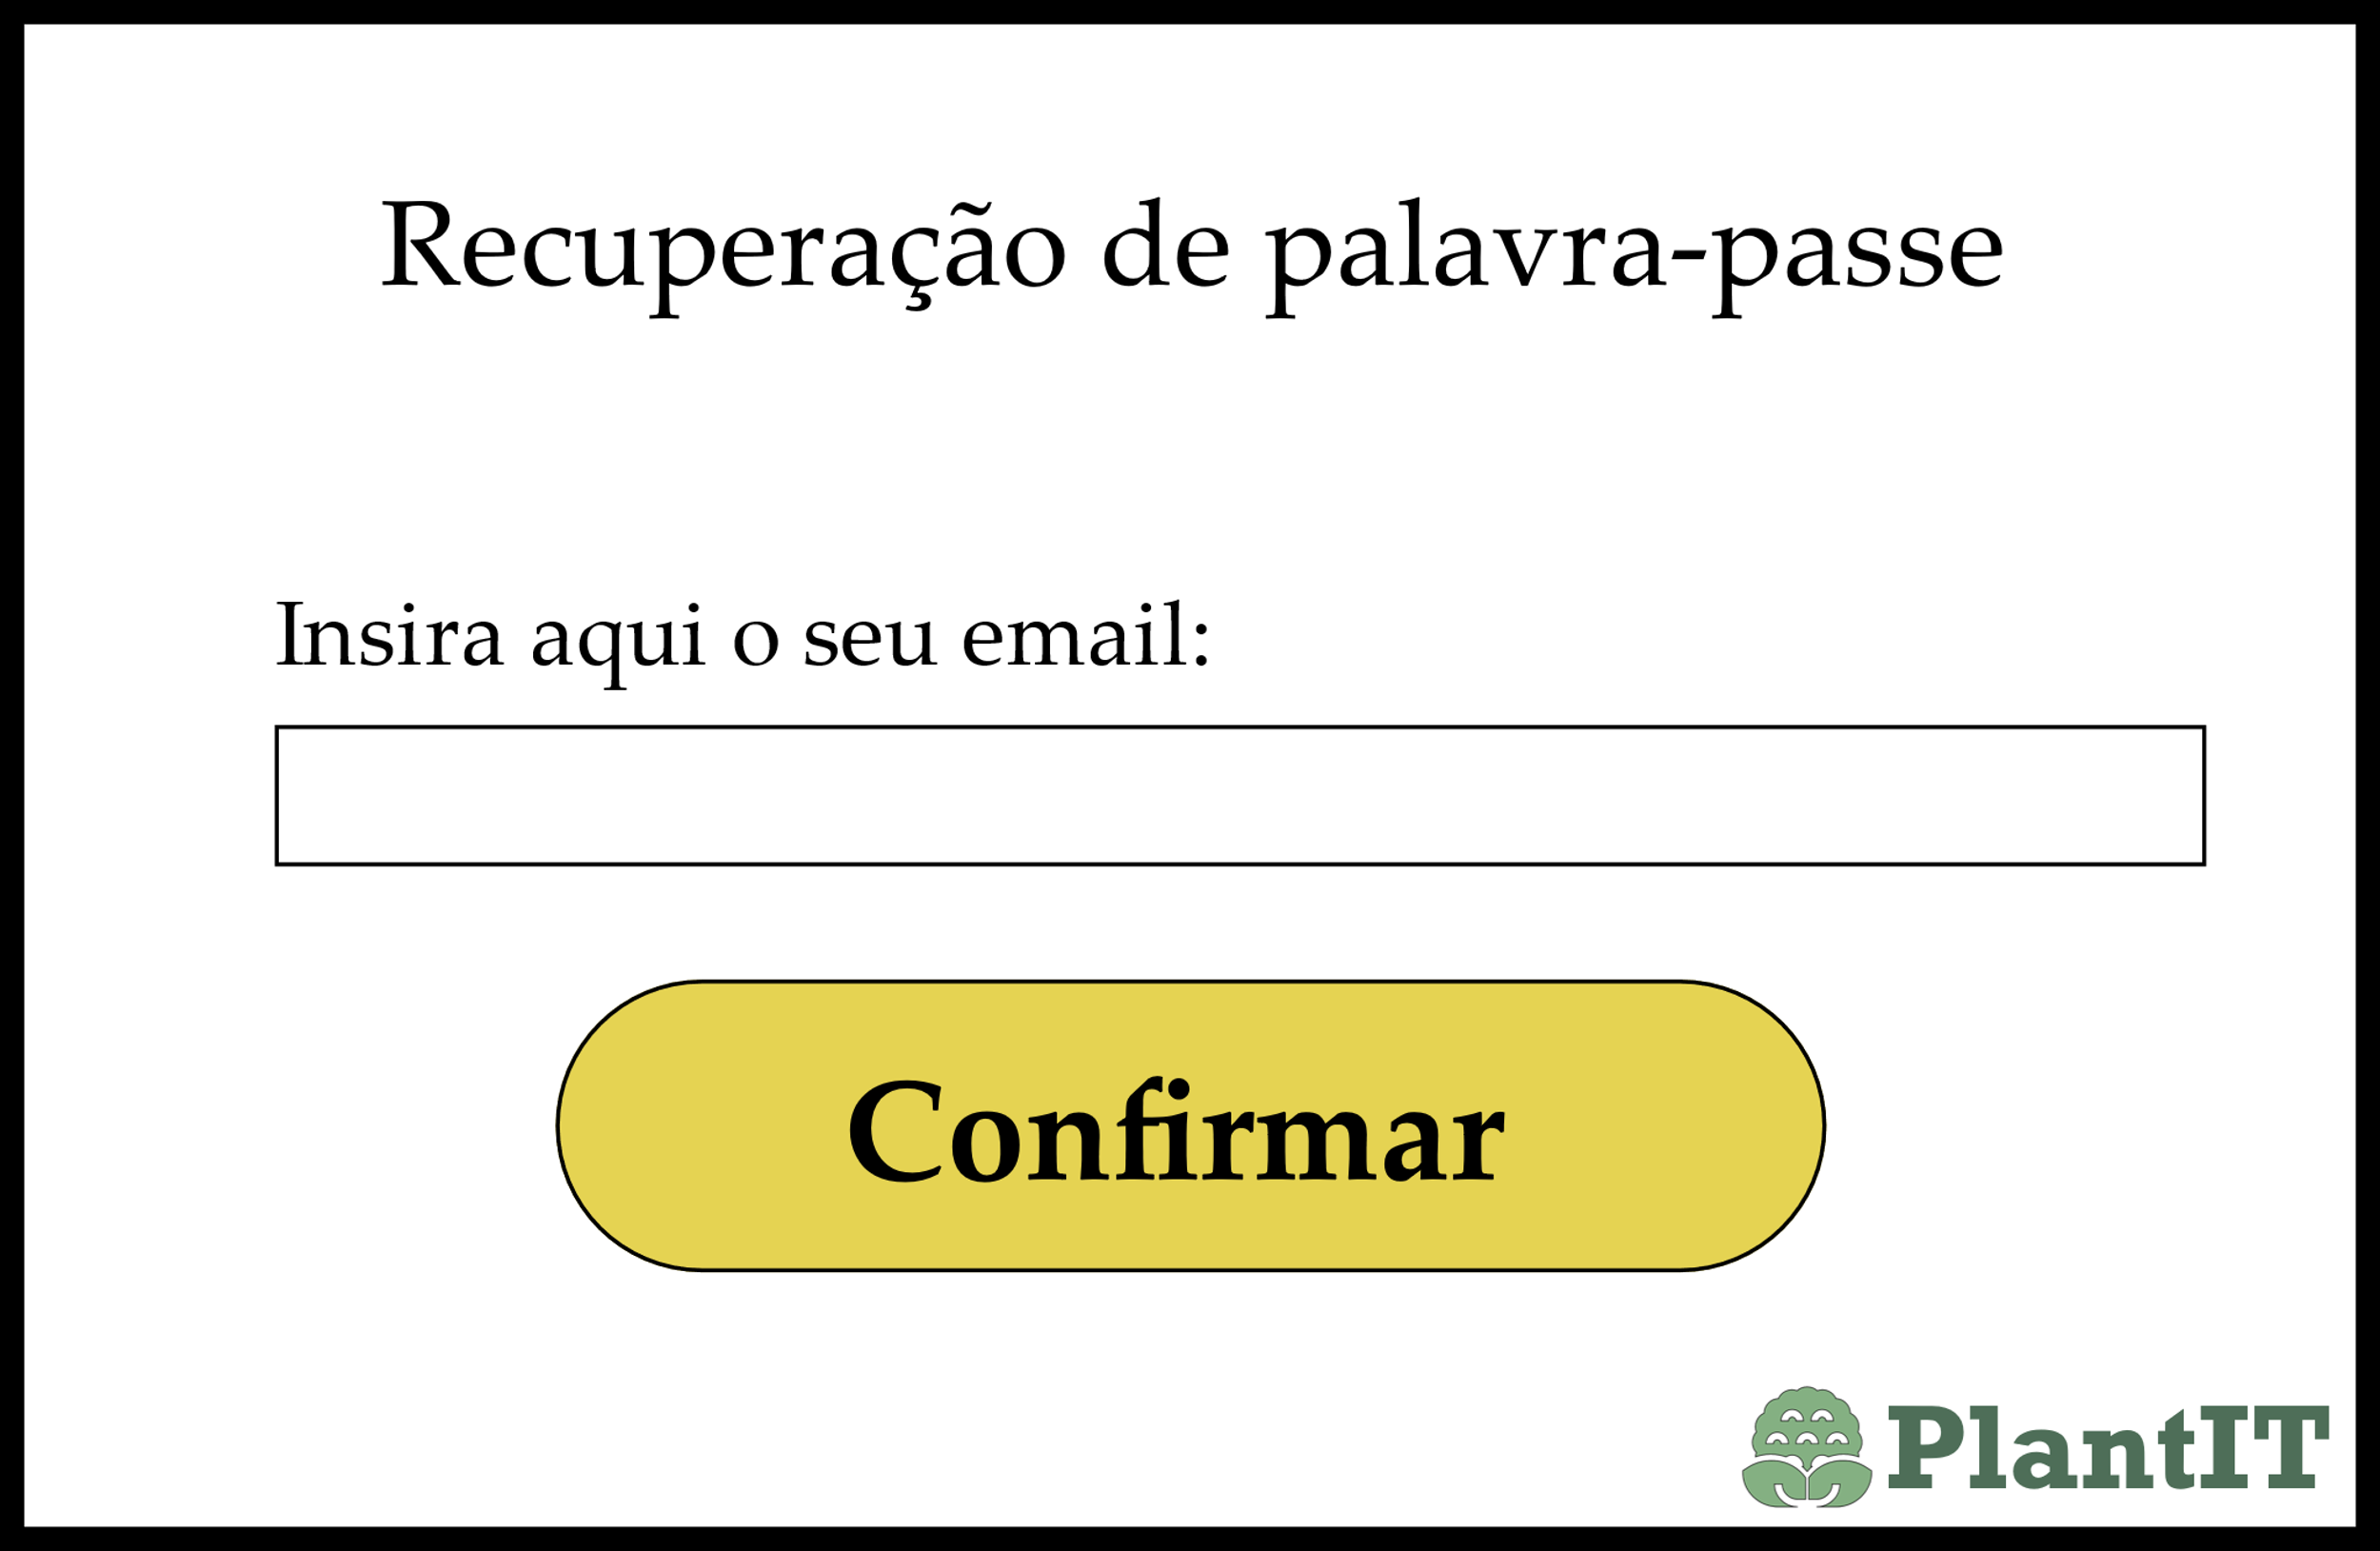 Recuperação de palavra-passe
Insira aqui o seu email:
Confirmar
PlantIT